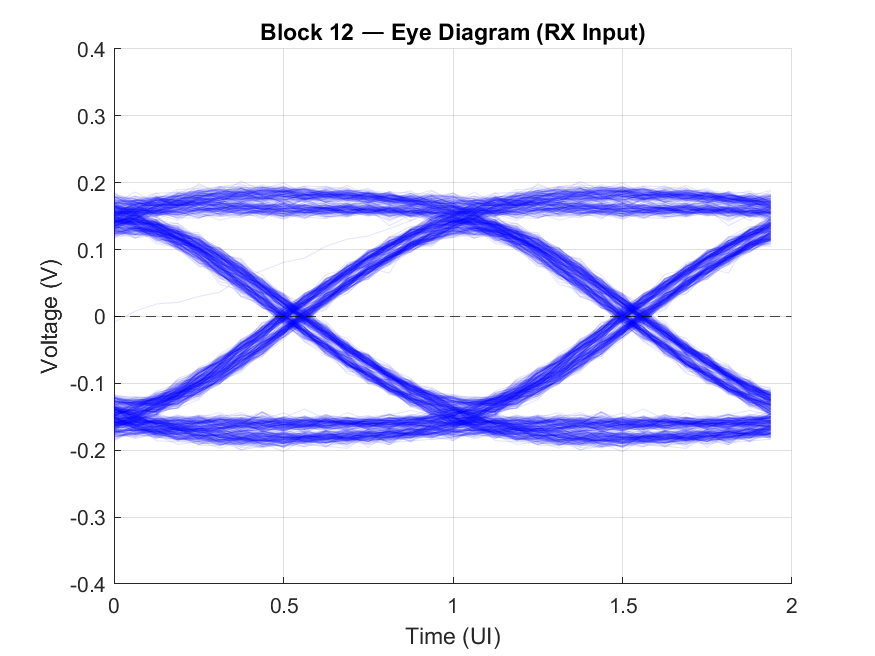 Block 12 — Eye Diagram (RX Input)
0.4
0.3
0.2
0.1
0
-0.1
-0.2
-0.3
-0.4
Voltage (V)
0 0.5 1 1.5 2
Time (UI)